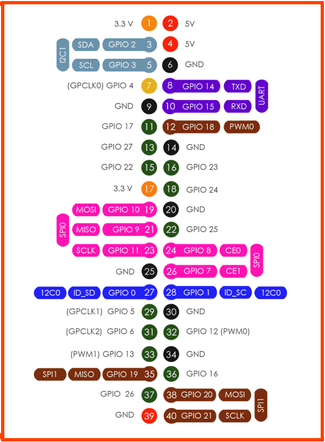 3.3 V 1 2 5V
I2C1 SDA GPIO 2 3 4 5V
SCL GPIO 3 5 6 GND
(GPCLK0) GPIO 4 7 8 GPIO 14 TXD UART
GND 9 10 GPIO 15 RXD
GPIO 17 11 12 GPIO 18 PWM0
GPIO 27 13 14 GND
GPIO 22 15 16 GPIO 23
3.3 V 17 18 GPIO 24
SPI0 MOSI GPIO 10 19 20 GND
MISO GPIO 9 21 22 GPIO 25
SCLK GPIO 11 23 24 GPIO 8 CE0 SPI0
GND 25 26 GPIO 7 CE1
12C0 ID_SD GPIO 0 27 28 GPIO 1 ID_SC 12C0
(GPCLK1) GPIO 5 29 30 GND
(GPCLK2) GPIO 6 31 32 GPIO 12 (PWM0)
(PWM1) GPIO 13 33 34 GND
SPI1 MISO GPIO 19 35 36 GPIO 16
GPIO 26 37 38 GPIO 20 MOSI SPI1
GND 39 40 GPIO 21 SCLK